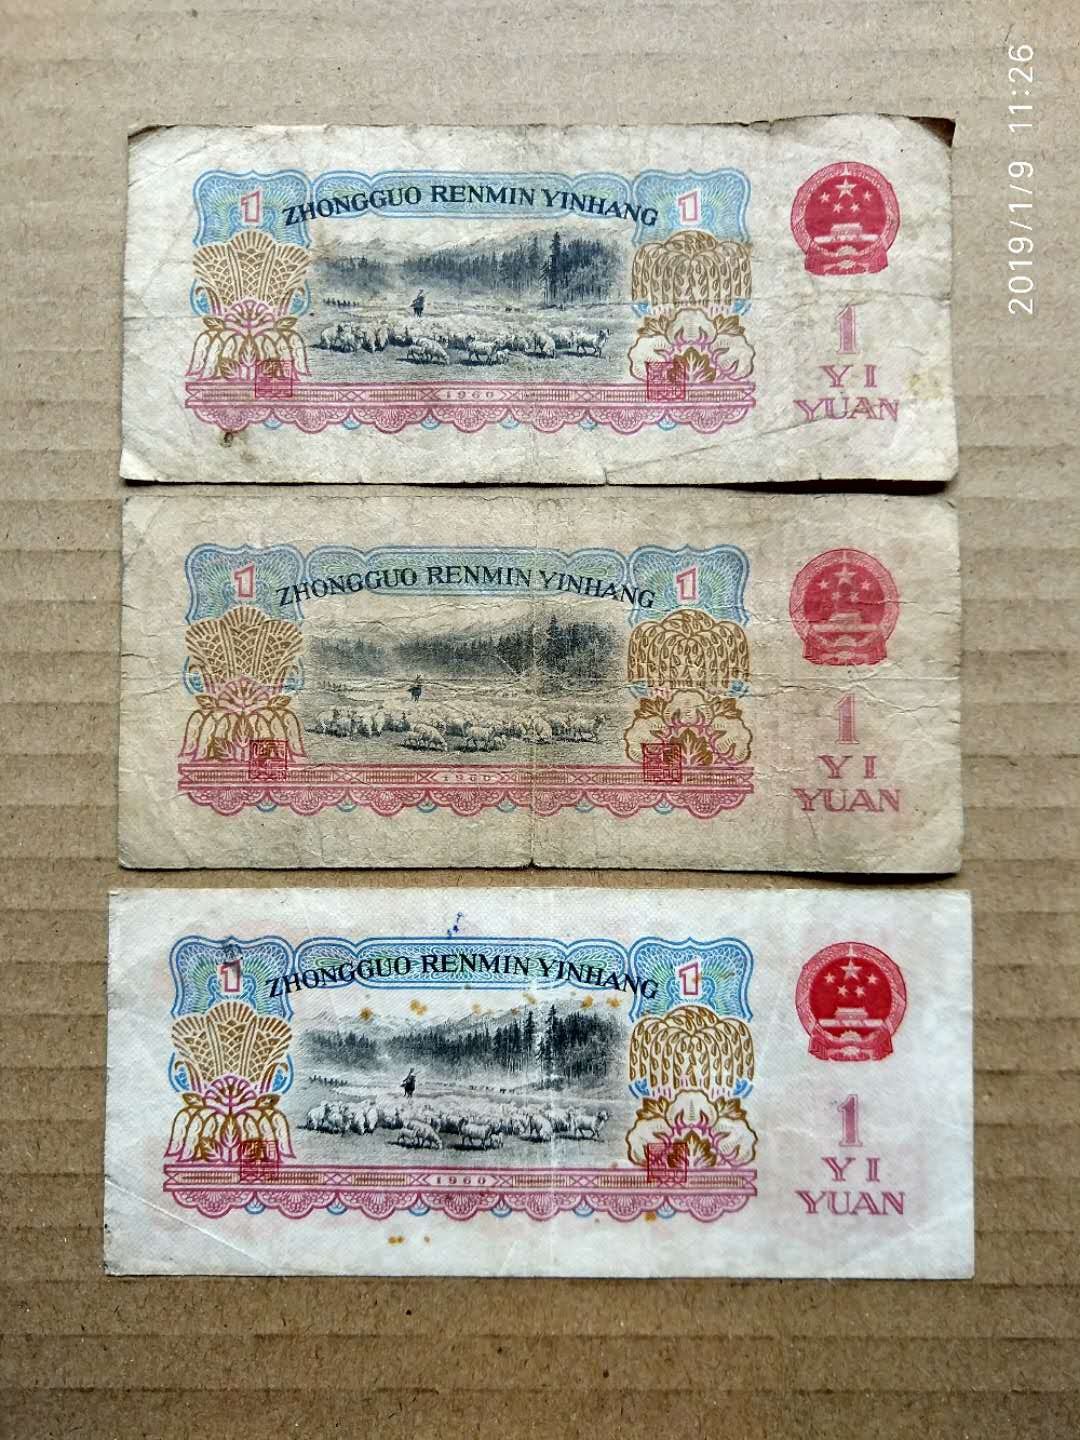 2019/1/9 11:26
1 ZHONGGUO RENMIN YINHANG 1
1
YI
YUAN
1960
1 ZHONGGUO RENMIN YINHANG 1
1
YI
YUAN
1960
1 ZHONGGUO RENMIN YINHANG 1
1
YI
YUAN
1960